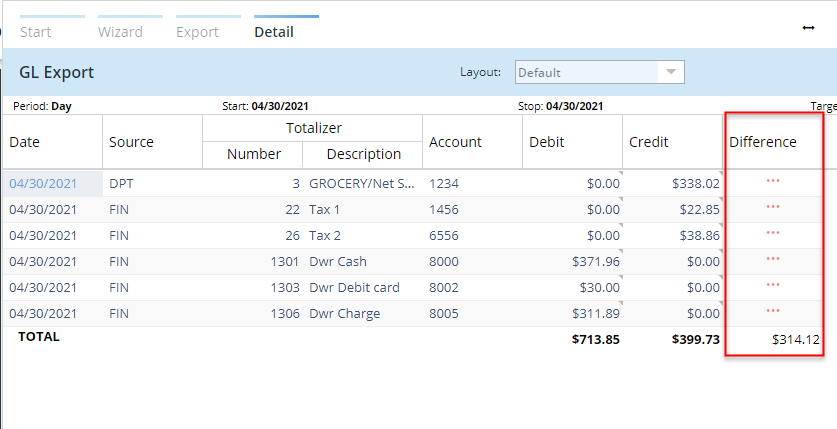 Start Wizard Export Detail
GL Export Layout: Default
Period: Day Start: 04/30/2021 Stop: 04/30/2021 Targe
Date Source Totalizer Account Debit Credit Difference
Number Description
04/30/2021 DPT 3 GROCERY/Net S... 1234 $0.00 $338.02 ...
04/30/2021 FIN 22 Tax 1 1456 $0.00 $22.85 ...
04/30/2021 FIN 26 Tax 2 6556 $0.00 $38.86 ...
04/30/2021 FIN 1301 Dwr Cash 8000 $371.96 $0.00 ...
04/30/2021 FIN 1303 Dwr Debit card 8002 $30.00 $0.00 ...
04/30/2021 FIN 1306 Dwr Charge 8005 $311.89 $0.00 ...
TOTAL $713.85 $399.73 $314.12